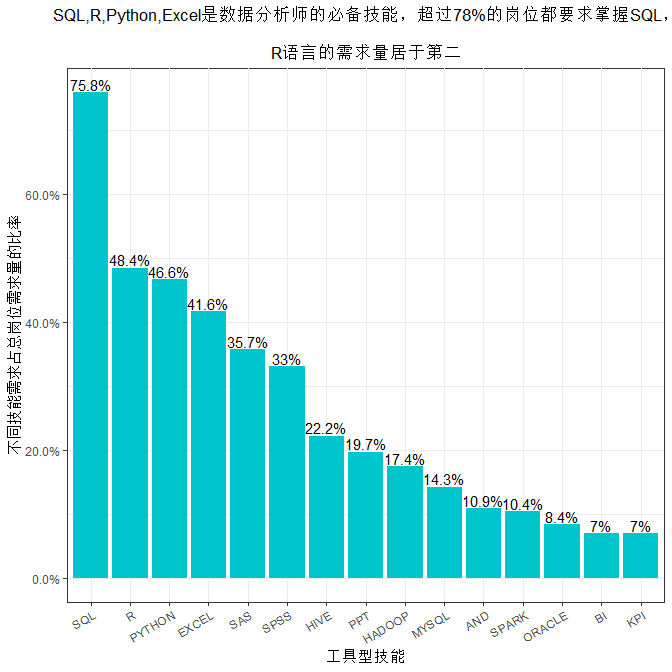 SQL,R,Python,Excel是数据分析师的必备技能，超过78%的岗位都要求掌握SQL，
R语言的需求量居于第二
不同技能需求占总岗位需求量的比率
60.0%
40.0%
20.0%
0.0%
75.8%
48.4%
46.6%
41.6%
35.7%
33%
22.2%
19.7%
17.4%
14.3%
10.9%
10.4%
8.4%
7%
7%
SQL
R
PYTHON
EXCEL
SAS
SPSS
HIVE
PPT
HADOOP
MYSQL
AND
SPARK
ORACLE
BI
KPI
工具型技能